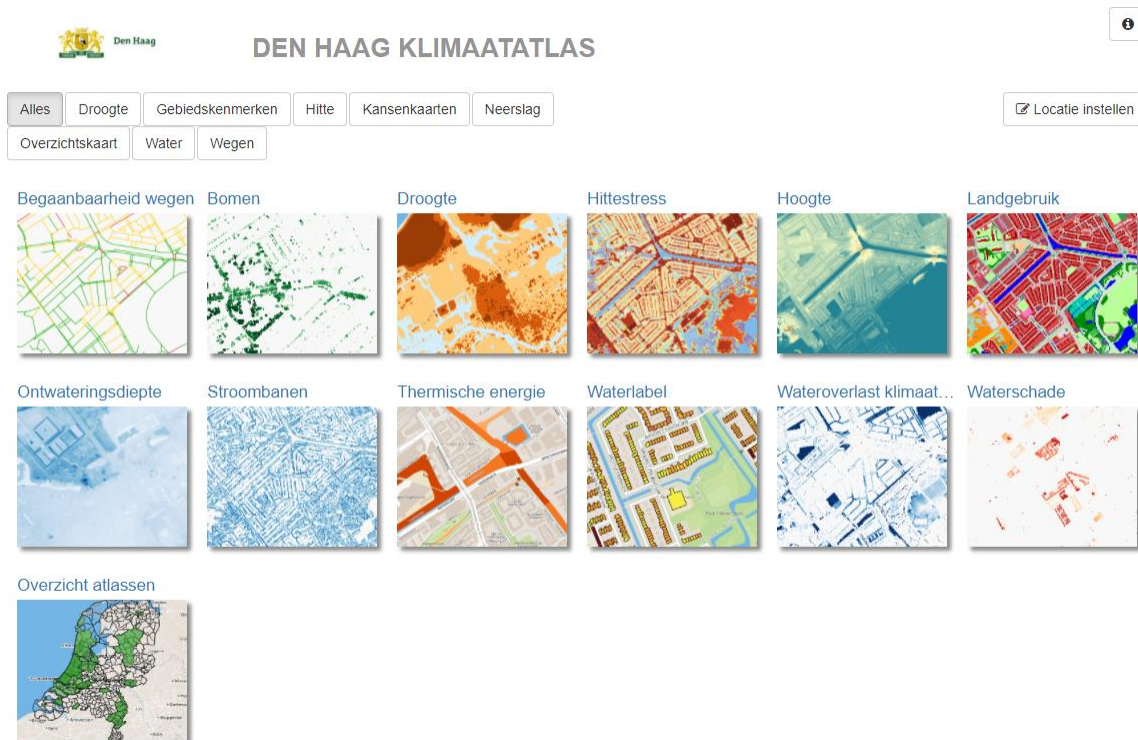 Den Haag
DEN HAAG KLIMAATATLAS
Alles Droogte Gebiedskenmerken Hitte Kansenkaarten Neerslag
Locatie instellen
Overzichtskaart Water Wegen
Begaanbaarheid wegen Bomen Droogte Hittestress Hoogte Landgebruik
Ontwateringsdiepte Stroombanen Thermische energie Waterlabel Wateroverlast klimaat... Waterschade
Overzicht atlassen